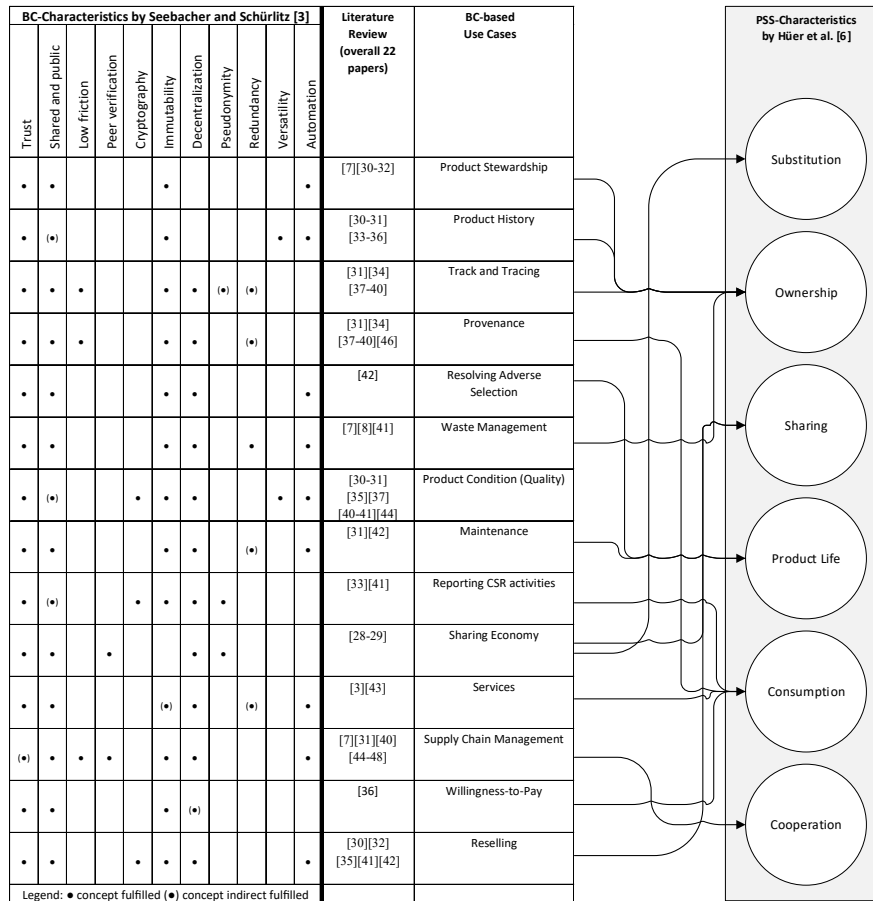 BC-Characteristics by Seebacher and Schürlitz [3]
Trust
Shared and public
Low friction
Peer verification
Cryptography
Immutability
Decentralization
Pseudonymity
Redundancy
Versatility
Automation
Literature
Review
(overall 22
papers)
BC-based
Use Cases
PSS-Characteristics
by Hüer et al. [6]
• • • • [7][30-32] Product Stewardship
• (•) • • • [30-31]
[33-36] Product History
• • • • • (•) (•) [31][34]
[37-40] Track and Tracing
• • • • • (•) [31][34]
[37-40][46] Provenance
• • • • • [42] Resolving Adverse
Selection
• • • • • • [7][8][41] Waste Management
• (•) • • • • • [30-31]
[35][37]
[40-41][44] Product Condition (Quality)
• • • • (•) • [31][42] Maintenance
• (•) • • • • [33][41] Reporting CSR activities
• • • • • [28-29] Sharing Economy
• • (•) • (•) • [3][43] Services
(•) • • • • • • [7][31][40]
[44-48] Supply Chain Management
• • • (•) [36] Willingness-to-Pay
• • • • • • [30][32]
[35][41][42] Reselling
Legend: • concept fulfilled (•) concept indirect fulfilled
Substitution
Ownership
Sharing
Product Life
Consumption
Cooperation